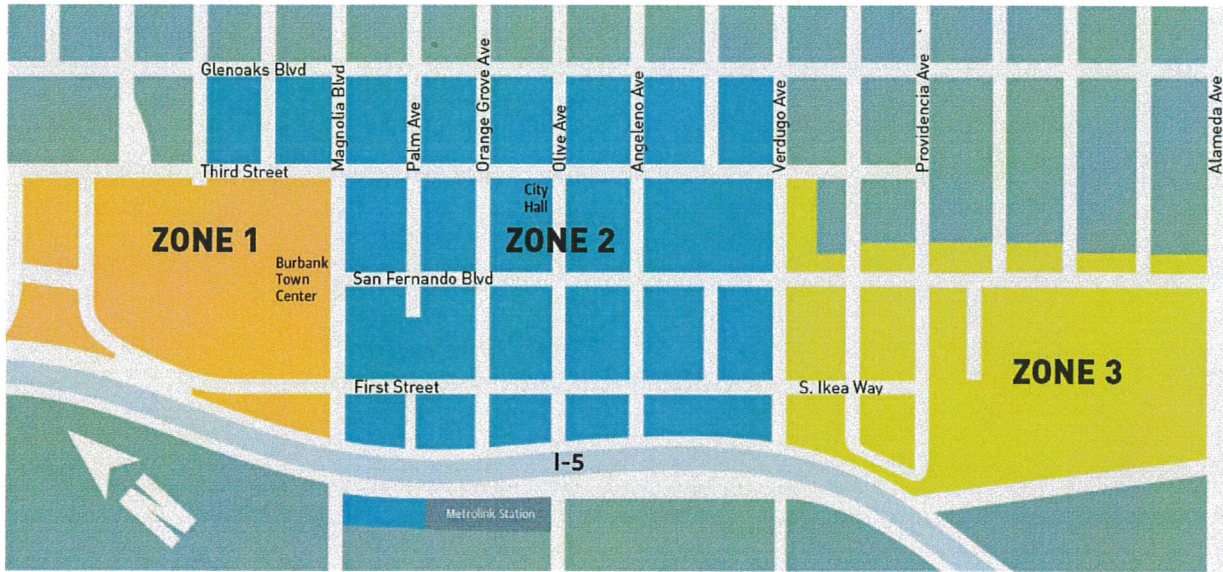 Glenoaks Blvd
Magnolia Blvd
Palm Ave
Orange Grove Ave
Olive Ave
Angeleno Ave
Verdugo Ave
Providencia Ave
Alameda Ave
Third Street
City
Hall
ZONE 1
ZONE 2
Burbank
Town
Center
San Fernando Blvd
ZONE 3
First Street
S. Ikea Way
I-5
N
Metrolink Station